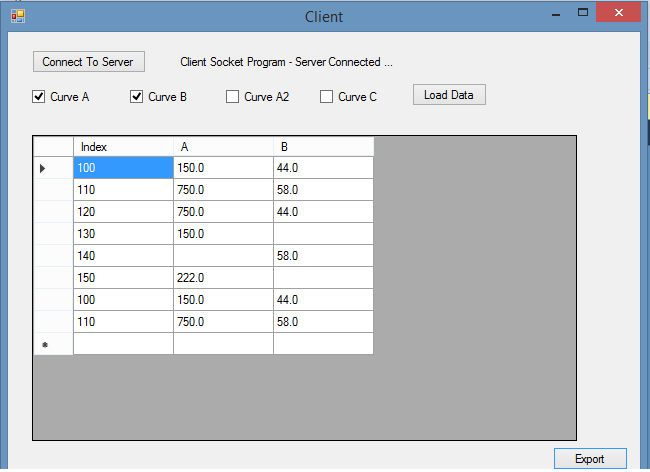 Client
Connect To Server Client Socket Program - Server Connected ...
Curve A Curve B Curve A2 Curve C Load Data
Index A B
100 150.0 44.0
110 750.0 58.0
120 750.0 44.0
130 150.0
140 58.0
150 222.0
100 150.0 44.0
110 750.0 58.0
Export